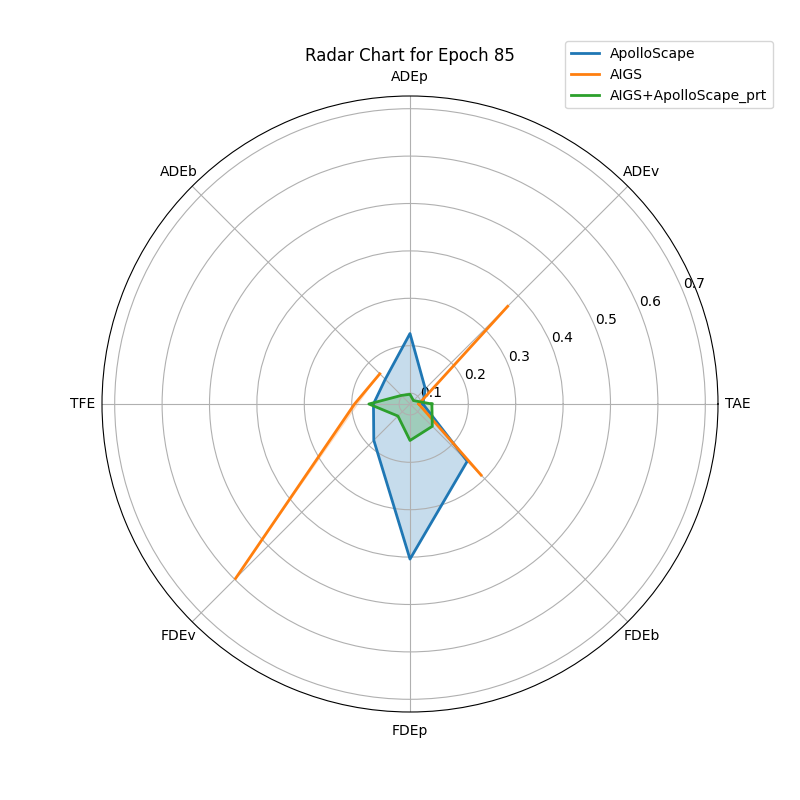 Radar Chart for Epoch 85
ApolloScape
AIGS
AIGS+ApolloScape_prt
ADEp
ADEb
ADEv
0.7
0.6
0.5
0.4
0.3
0.2
0.1
TFE
TAE
FDEv
FDEb
FDEp